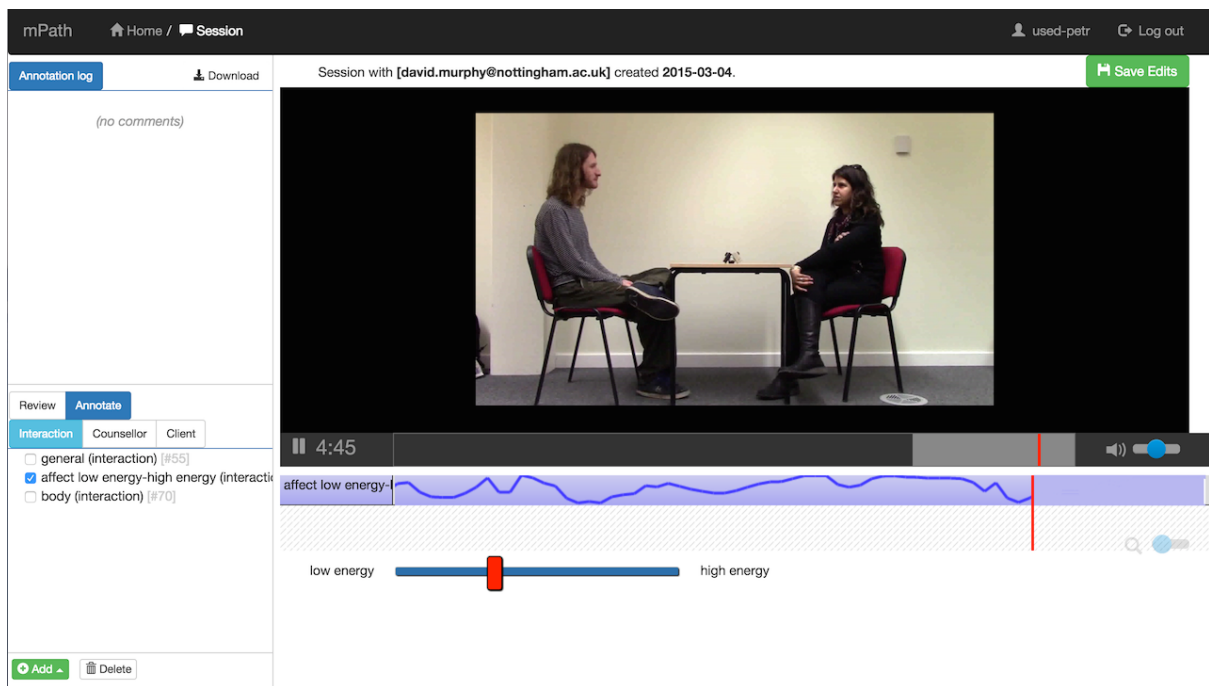 mPath Home / Session used-petr Log out
Annotation log Download
Session with [david.murphy@nottingham.ac.uk] created 2015-03-04.
Save Edits
(no comments)
Review Annotate
Interaction Counsellor Client
general (interaction) [#55]
affect low energy-high energy (interactio
body (interaction) [#70]
Add Delete
4:45
affect low energy-l
low energy high energy